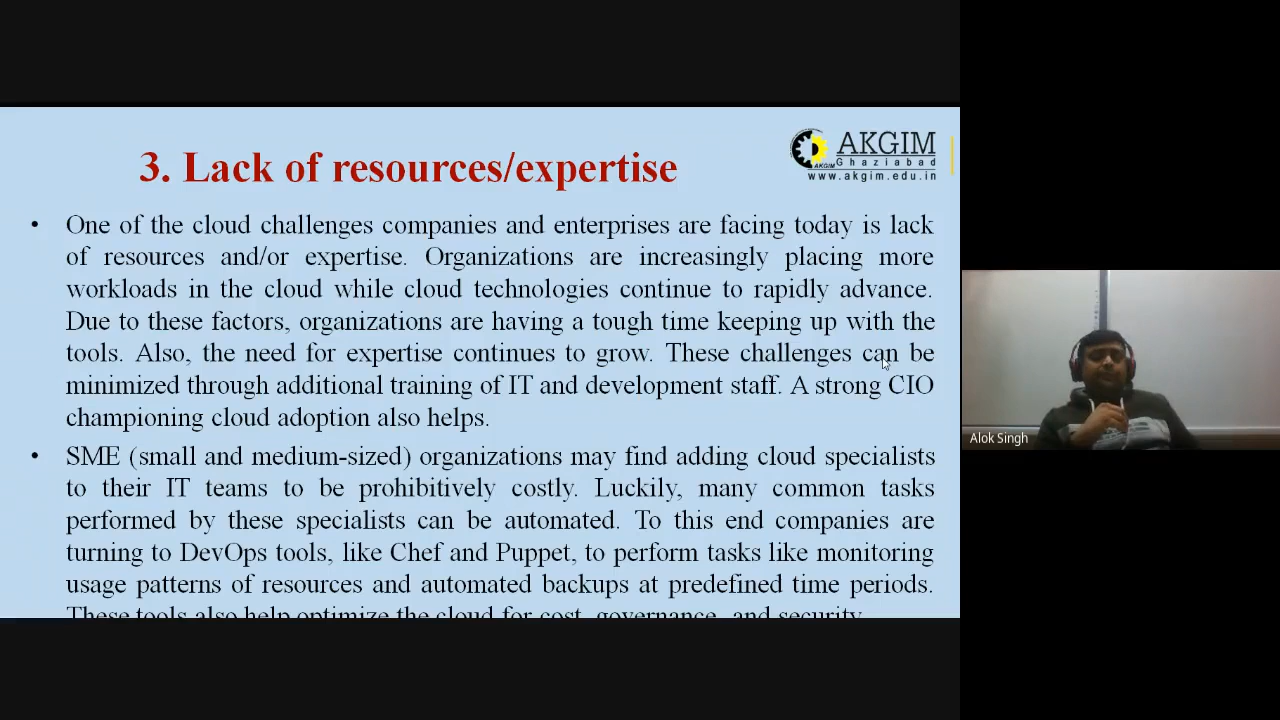 3. Lack of resources/expertise
AKGIM
Ghaziabad
AKGIM
www.akgim.edu.in
• One of the cloud challenges companies and enterprises are facing today is lack
of resources and/or expertise. Organizations are increasingly placing more
workloads in the cloud while cloud technologies continue to rapidly advance.
Due to these factors, organizations are having a tough time keeping up with the
tools. Also, the need for expertise continues to grow. These challenges can be
minimized through additional training of IT and development staff. A strong CIO
championing cloud adoption also helps.
• SME (small and medium-sized) organizations may find adding cloud specialists
to their IT teams to be prohibitively costly. Luckily, many common tasks
performed by these specialists can be automated. To this end companies are
turning to DevOps tools, like Chef and Puppet, to perform tasks like monitoring
usage patterns of resources and automated backups at predefined time periods.
These tools also help optimize the cloud for cost, governance, and security.
Alok Singh